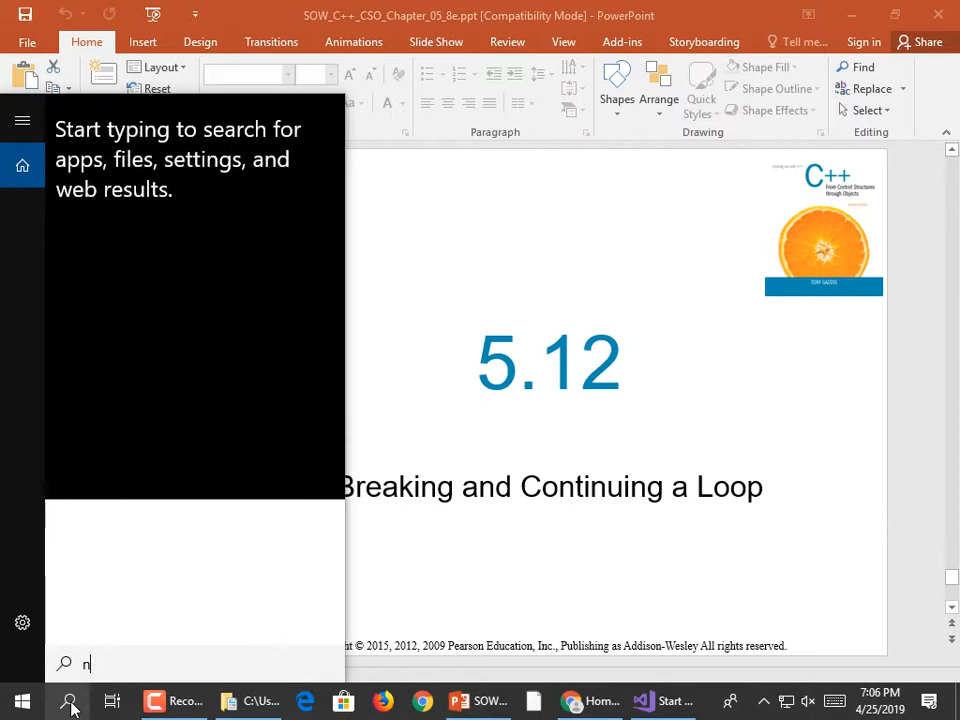 SOW_C++_CSO_Chapter_05_8e.ppt [Compatibility Mode] - PowerPoint
File Home Insert Design Transitions Animations Slide Show Review View Add-ins Storyboarding Tell me... Sign in Share
Layout
Reset
Shapes
Arrange
Quick Styles
Shape Fill
Shape Outline
Shape Effects
Find
Replace
Select
Paragraph
Drawing
Editing
Start typing to search for
apps, files, settings, and
web results.
C++
From Control Structures
through Objects
TONY GADDIS
5.12
Breaking and Continuing a Loop
ht © 2015, 2012, 2009 Pearson Education, Inc., Publishing as Addison-Wesley All rights reserved.
n
Reco...
C:\Us...
SOW...
Hom...
Start ...
7:06 PM
4/25/2019